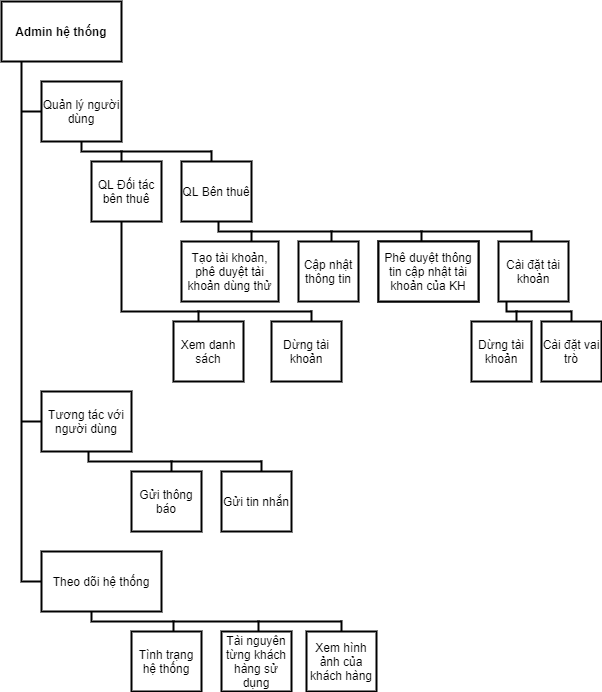 Admin hệ thống
Quản lý người
dùng
QL Đối tác
bên thuê
QL Bên thuê
Tạo tài khoản,
phê duyệt tài
khoản dùng thử
Cập nhật
thông tin
Phê duyệt thông
tin cập nhật tài
khoản của KH
Cài đặt tài
khoản
Xem danh
sách
Dừng tài
khoản
Dừng tài
khoản
Cài đặt vai
trò
Tương tác với
người dùng
Gửi thông
báo
Gửi tin nhắn
Theo dõi hệ thống
Tình trạng
hệ thống
Tài nguyên
từng khách
hàng sử
dụng
Xem hình
ảnh của
khách hàng